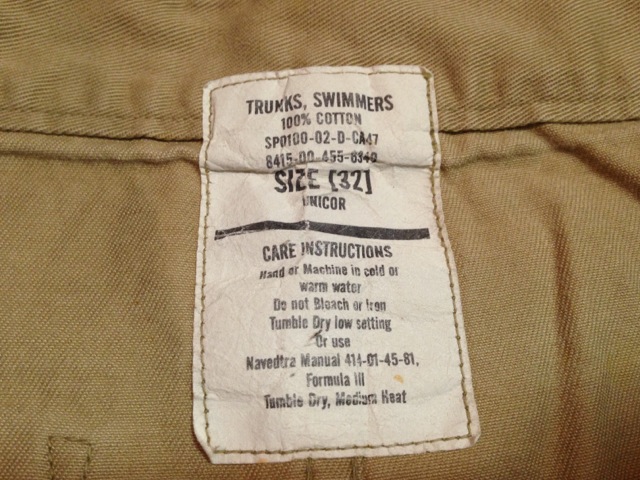 TRUNKS, SWIMMERS
100% COTTON
SP0100-02-D-CA47
8415-00-455-6340
SIZE [32]
UNICOR
CARE INSTRUCTIONS
Hand or Machine in cold or
warm water
Do not Bleach or Iron
Tumble Dry low setting
Or use
Navedtra Manual 414-01-45-81,
Formula III
Tumble Dry, Medium Heat